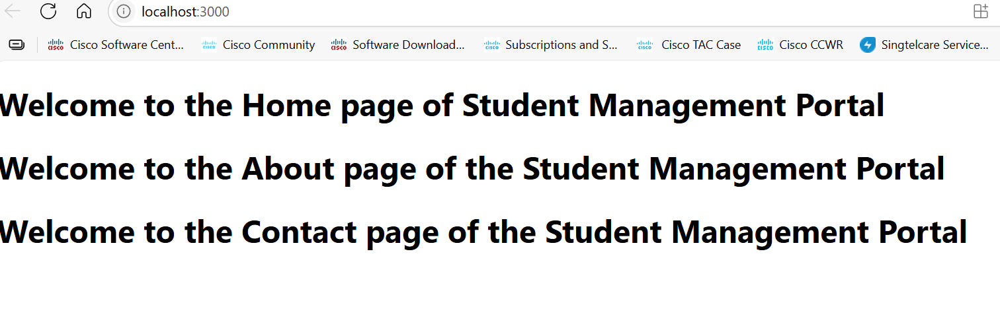 localhost:3000
Cisco Software Cent... Cisco Community Software Download... Subscriptions and S... Cisco TAC Case Cisco CCWR Singtelcare Service...
Welcome to the Home page of Student Management Portal
Welcome to the About page of the Student Management Portal
Welcome to the Contact page of the Student Management Portal